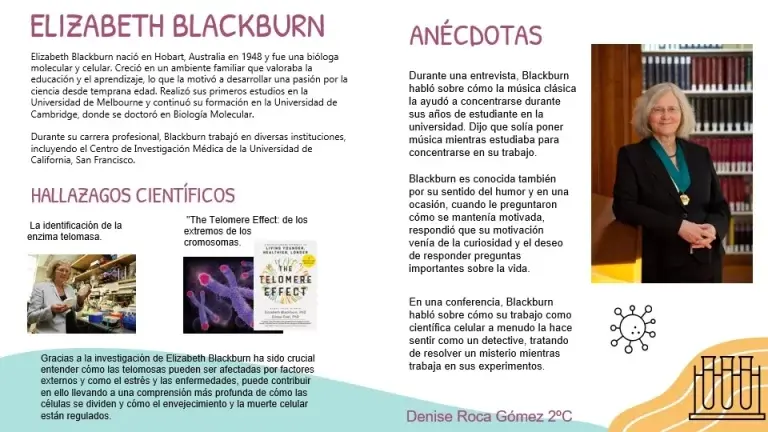 ELIZABETH BLACKBURN
Elizabeth Blackburn nació en Hobart, Australia en 1948 y fue una bióloga
molecular y celular. Creció en un ambiente familiar que valoraba la
educación y el aprendizaje, lo que la motivó a desarrollar una pasión por la
ciencia desde temprana edad. Realizó sus primeros estudios en la
Universidad de Melbourne y continuó su formación en la Universidad de
Cambridge, donde se doctoró en Biología Molecular.
Durante su carrera profesional, Blackburn trabajó en diversas instituciones,
incluyendo el Centro de Investigación Médica de la Universidad de
California, San Francisco.
HALLAZAGOS CIENTÍFICOS
La identificación de la
enzima telomasa.
"The Telomere Effect: de los
extremos de los
cromosomas.
LIVING YOUNGER,
HEALTHIER, LONGER
THE
TELOMERE
EFFECT
Gracias a la investigación de Elizabeth Blackburn ha sido crucial
entender cómo las telomosas pueden ser afectadas por factores
externos y como el estrés y las enfermedades, puede contribuir
en ello llevando a una comprensión más profunda de cómo las
células se dividen y cómo el envejecimiento y la muerte celular
están regulados.
ANÉCDOTAS
Durante una entrevista, Blackburn
habló sobre cómo la música clásica
la ayudó a concentrarse durante
sus años de estudiante en la
universidad. Dijo que solía poner
música mientras estudiaba para
concentrarse en su trabajo.
Blackburn es conocida también
por su sentido del humor y en una
ocasión, cuando le preguntaron
cómo se mantenía motivada,
respondió que su motivación
venía de la curiosidad y el deseo
de responder preguntas
importantes sobre la vida.
En una conferencia, Blackburn
habló sobre cómo su trabajo como
científica celular a menudo la hace
sentir como un detective, tratando
de resolver un misterio mientras
trabaja en sus experimentos.
Denise Roca Gómez 2ºC